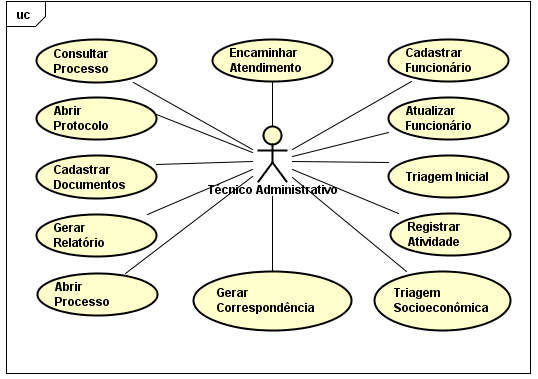 uc
Consultar
Processo
Encaminhar
Atendimento
Cadastrar
Funcionário
Abrir
Protocolo
Atualizar
Funcionário
Cadastrar
Documentos
Técnico Administrativo
Triagem Inicial
Gerar
Relatório
Registrar
Atividade
Abrir
Processo
Gerar
Correspondência
Triagem
Socioeconômica